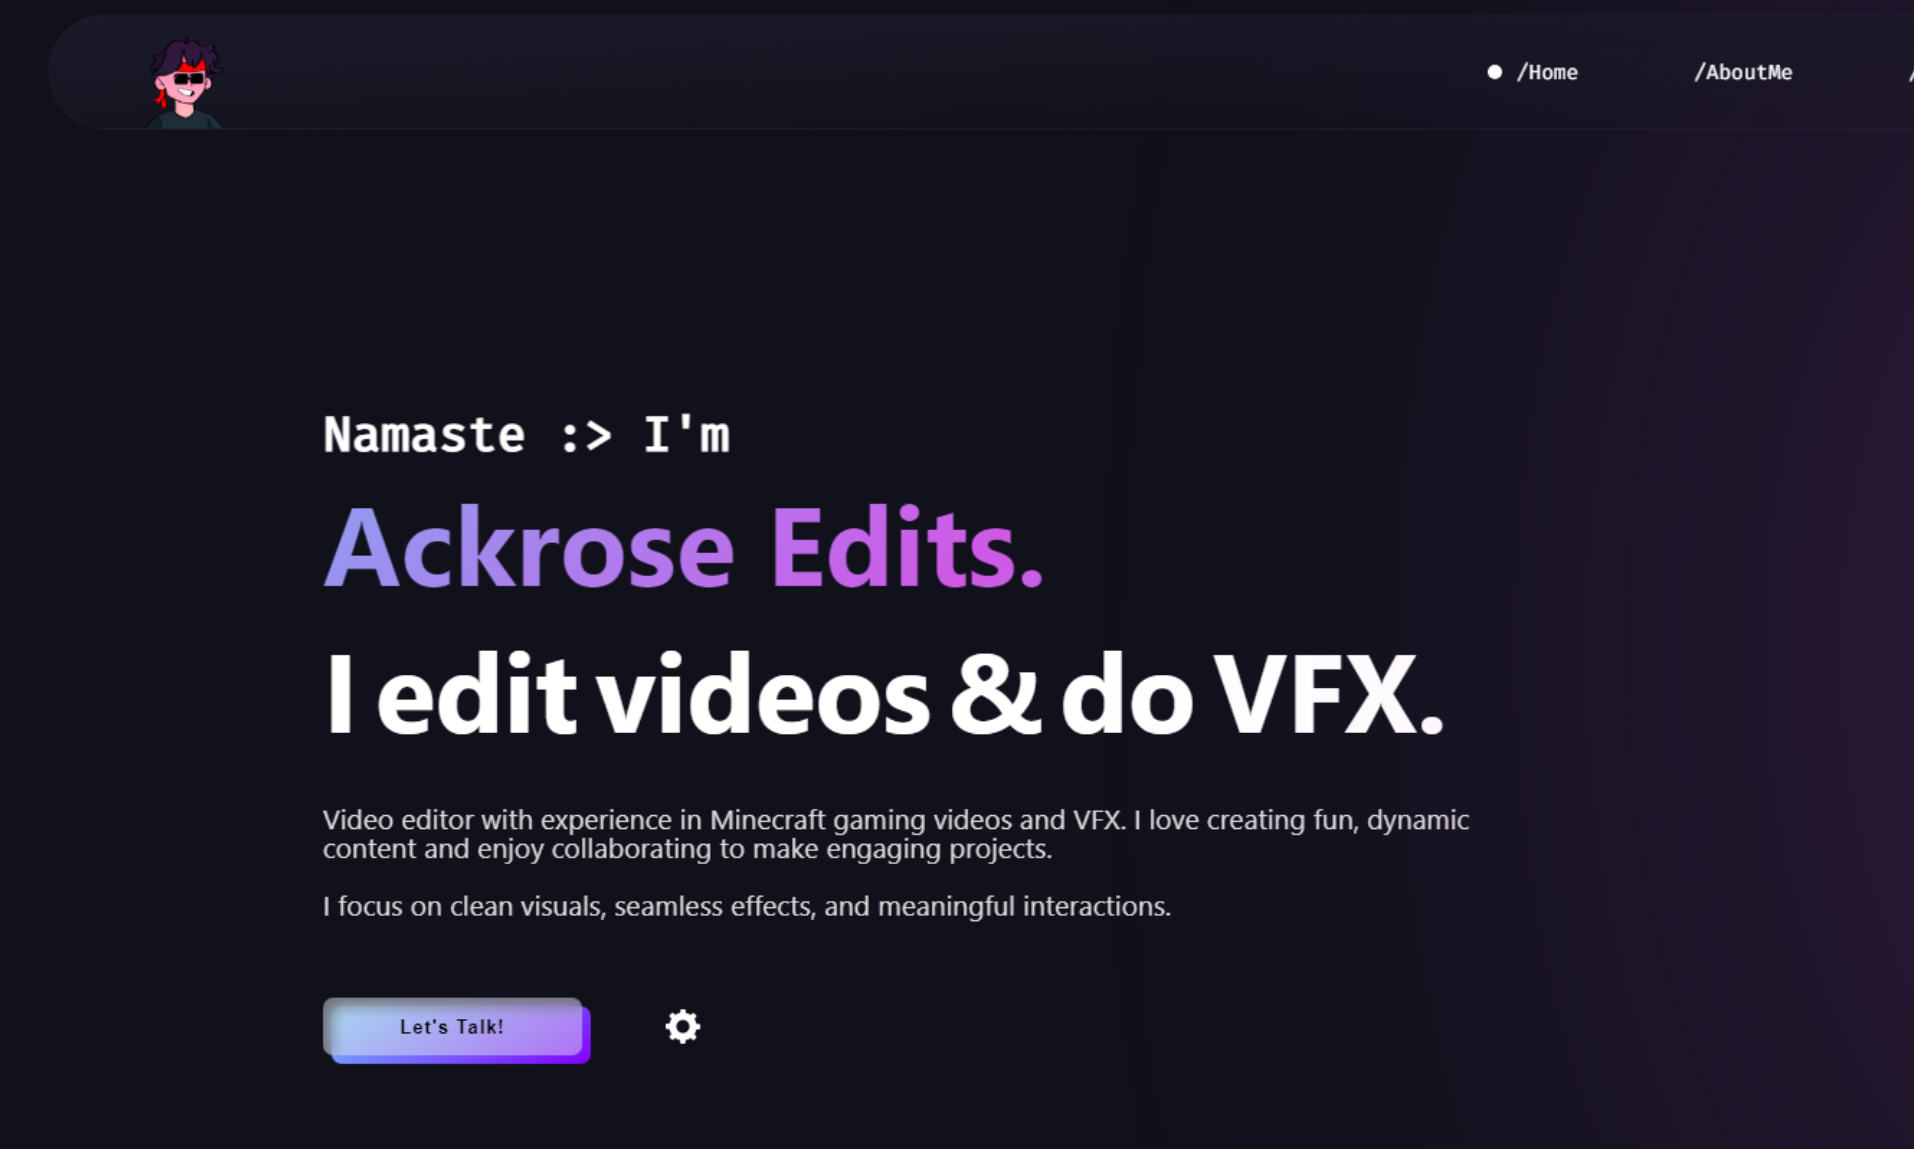 /Home
/AboutMe
/
Namaste :> I'm
Ackrose Edits.
I edit videos & do VFX.
Video editor with experience in Minecraft gaming videos and VFX. I love creating fun, dynamic
content and enjoy collaborating to make engaging projects.
I focus on clean visuals, seamless effects, and meaningful interactions.
Let's Talk!